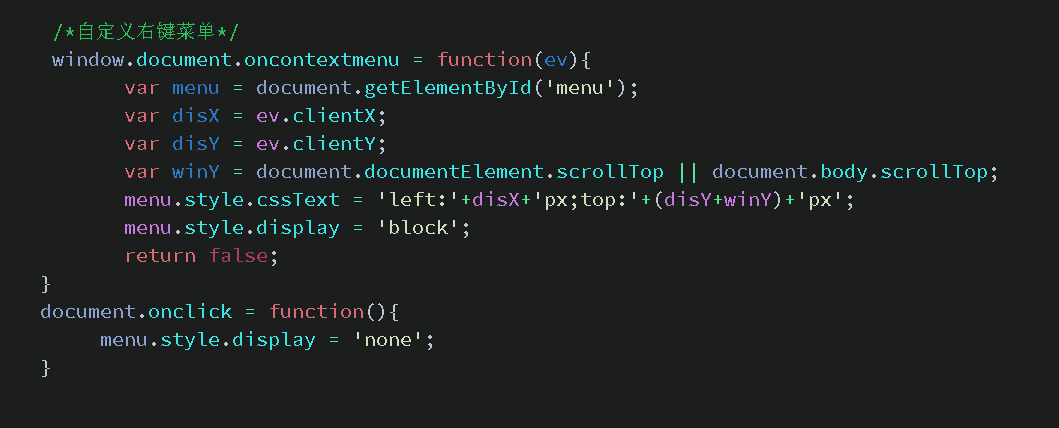 /*自定义右键菜单*/
window.document.oncontextmenu = function(ev){
var menu = document.getElementById('menu');
var disX = ev.clientX;
var disY = ev.clientY;
var winY = document.documentElement.scrollTop || document.body.scrollTop;
menu.style.cssText = 'left:'+disX+'px;top:'+(disY+winY)+'px';
menu.style.display = 'block';
return false;
}
document.onclick = function(){
menu.style.display = 'none';
}